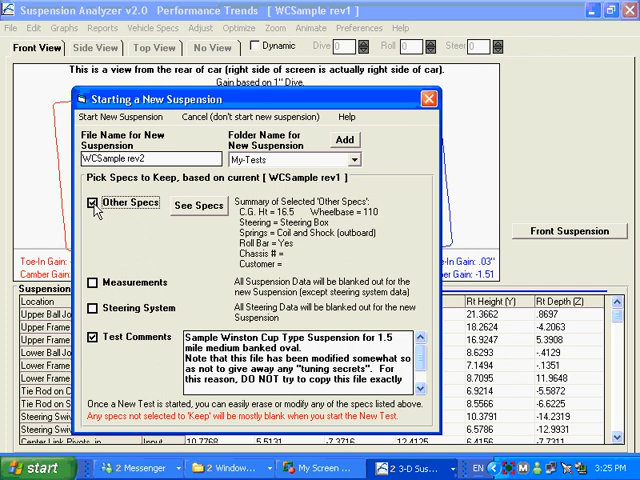 Suspension Analyzer v2.0    Performance Trends    [ WCSample rev1 ]
File  Edit  Graphs  Reports  Vehicle Specs  Adjust  Optimize  Zoom  Animate  Preferences  Help
Front View  Side View  Top View  No View  Dynamic  Dive 0  Roll 0  Steer 0
This is a view from the rear of car (right side of screen is actually right side of car).
Gain based on 1" Dive.
Starting a New Suspension
Start New Suspension  Cancel (don't start new suspension)  Help
File Name for New Suspension
Folder Name for New Suspension
Add
WCSample rev2
My-Tests
Pick Specs to Keep, based on current [ WCSample rev1 ]
Other Specs
See Specs
Summary of Selected 'Other Specs':
C.G. Ht = 16.5  Wheelbase = 110
Steering = Steering Box
Springs = Coil and Shock (outboard)
Roll Bar = Yes
Chassis # =
Customer =
Measurements
All Suspension Data will be blanked out for the new Suspension (except steering system data)
Steering System
All Steering Data will be blanked out for the new Suspension
Test Comments
Sample Winston Cup Type Suspension for 1.5
mile medium banked oval.
Note that this file has been modified somewhat so
as not to give away any "tuning secrets". For
this reason, DO NOT try to copy this file exactly
Once a New Test is started, you can easily erase or modify any of the specs listed above.
Any specs not selected to 'Keep' will be mostly blank when you start the New Test.
Front Suspension
Toe-In Gain:
Camber Gain:
Gain: .03"
Gain: -1.51
Suspension
Location  Rt Height (Y)  Rt Depth (Z)
Upper Ball Jo  21.3662  .8697
Upper Frame  18.2624  -4.2063
Upper Frame  16.9247  5.3908
Lower Ball Jo  8.6293  -.4129
Lower Frame  7.1494  -.1351
Lower Frame  8.7095  11.9648
Tie Rod on C  6.9214  -5.5872
Tie Rod on C  8.5566  -6.6225
Steering Swiv  10.3791  -14.2319
Steering Swiv  6.5786  -12.9931
Center Link Pivots, in  Input  10.7768  5.5131  -7.3716  12.4125  6.4156  -7.7311
start  2 Messenger  2 Window...  My Screen ...  2 3-D Sus...  EN  3:25 PM